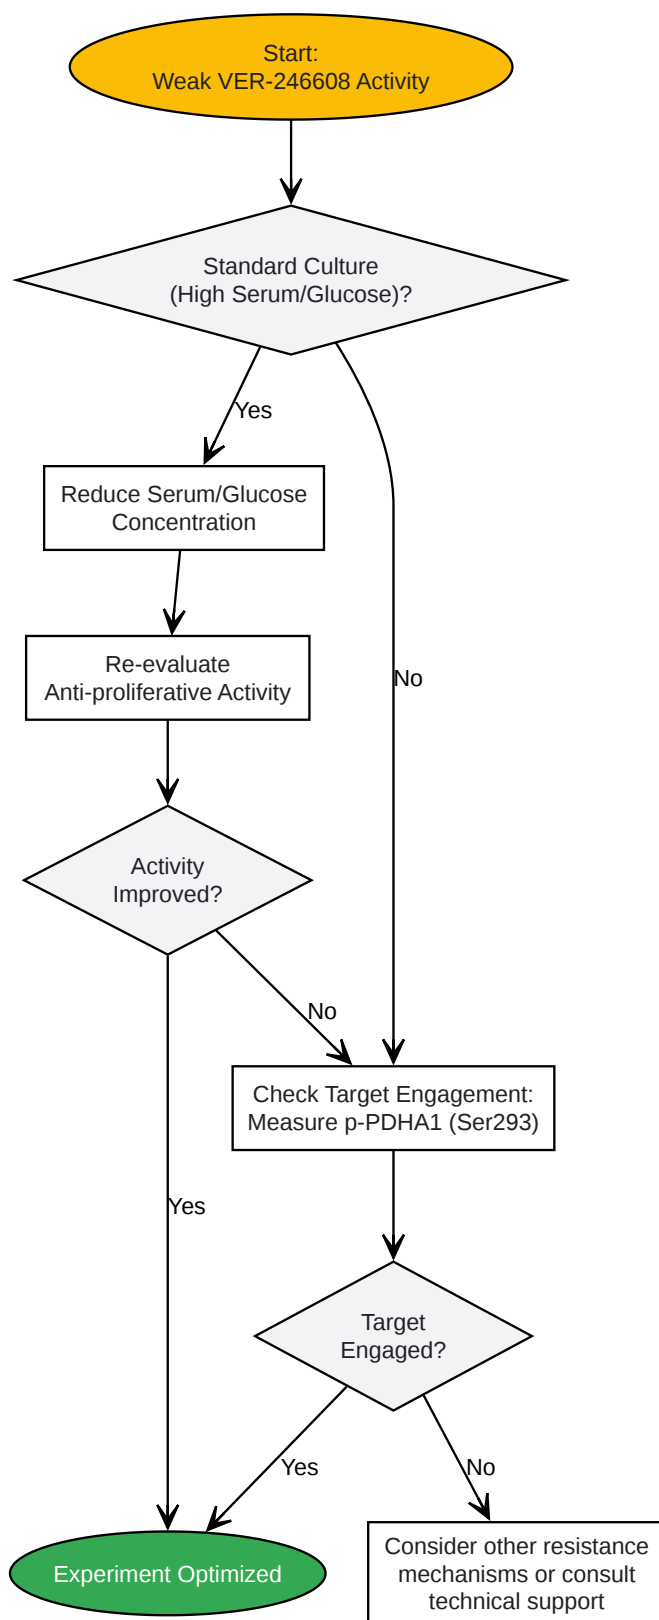 Start:
Weak VER-246608 Activity
Standard Culture
(High Serum/Glucose)?
Yes
Reduce Serum/Glucose
Concentration
Re-evaluate
Anti-proliferative Activity
No
Activity
Improved?
No
Check Target Engagement:
Measure p-PDHA1 (Ser293)
Yes
Target
Engaged?
Yes
No
Experiment Optimized
Consider other resistance
mechanisms or consult
technical support